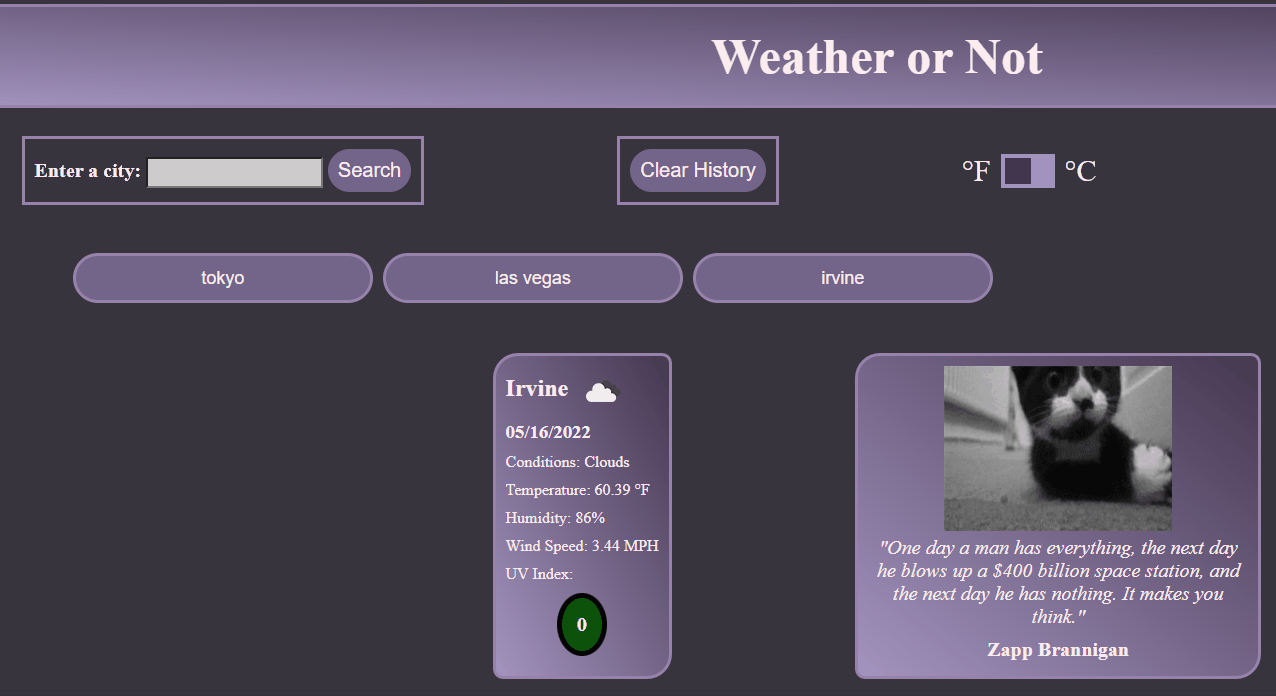 Weather or Not
Enter a city: Search
Clear History
°F °C
tokyo
las vegas
irvine
Irvine
05/16/2022
Conditions: Clouds
Temperature: 60.39 °F
Humidity: 86%
Wind Speed: 3.44 MPH
UV Index:
0
"One day a man has everything, the next day
he blows up a $400 billion space station, and
the next day he has nothing. It makes you
think."
Zapp Brannigan